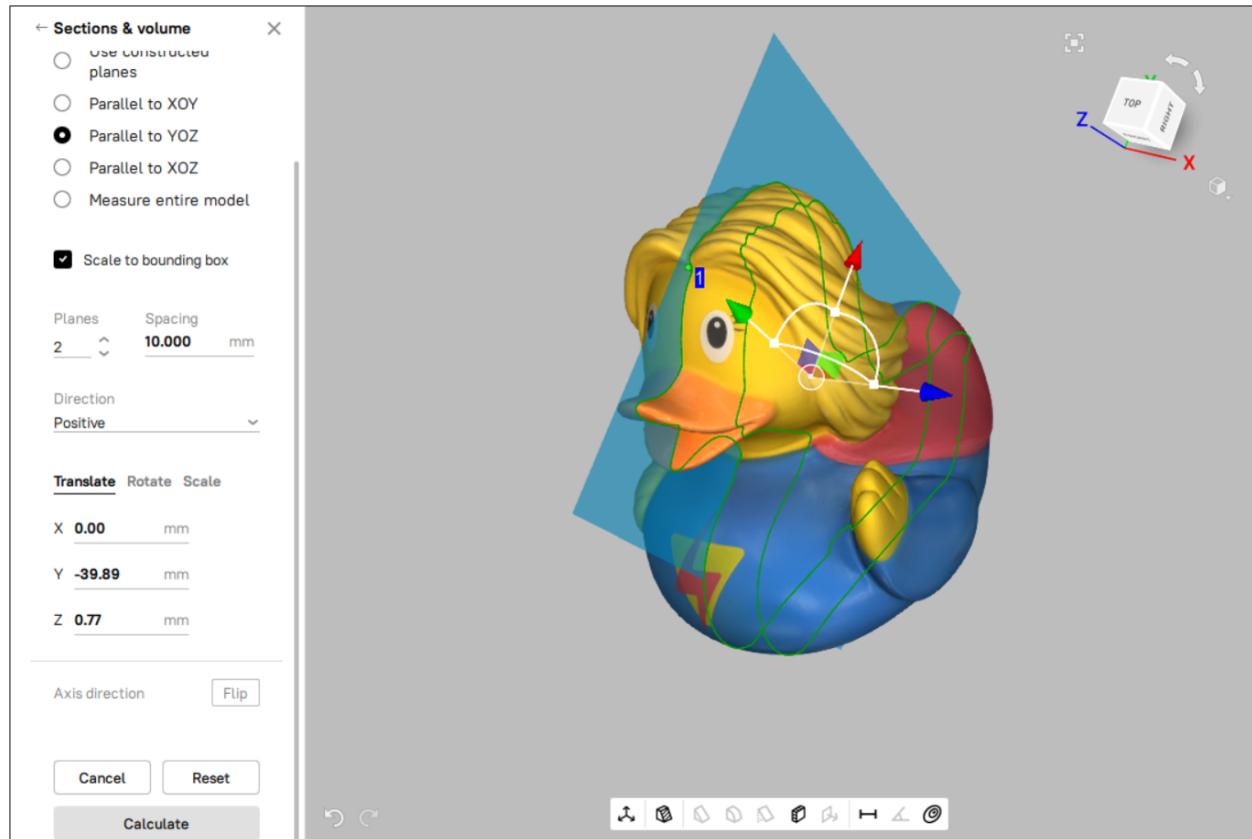 ← Sections & volume
Use constructed
planes
Parallel to XOY
Parallel to YOZ
Parallel to XOZ
Measure entire model
Scale to bounding box
Planes Spacing
2 10.000 mm
Direction
Positive
Translate Rotate Scale
X 0.00 mm
Y -39.89 mm
Z 0.77 mm
Axis direction Flip
Cancel Reset
Calculate
1
Y
TOP
RIGHT
Z
X